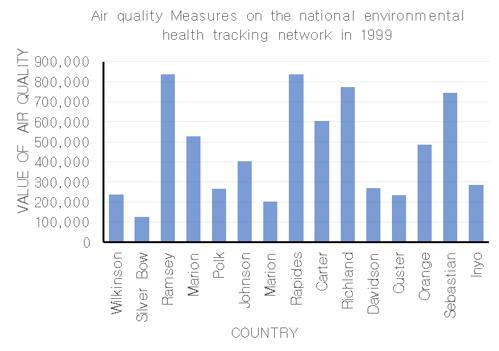 Air quality Measures on the national environmental
health tracking network in 1999
VALUE OF AIR QUALITY
900,000
800,000
700,000
600,000
500,000
400,000
300,000
200,000
100,000
0
Wilkinson
Silver Bow
Ramsey
Marion
Polk
Johnson
Marion
Rapides
Carter
Richland
Davidson
Custer
Orange
Sebastian
Inyo
COUNTRY